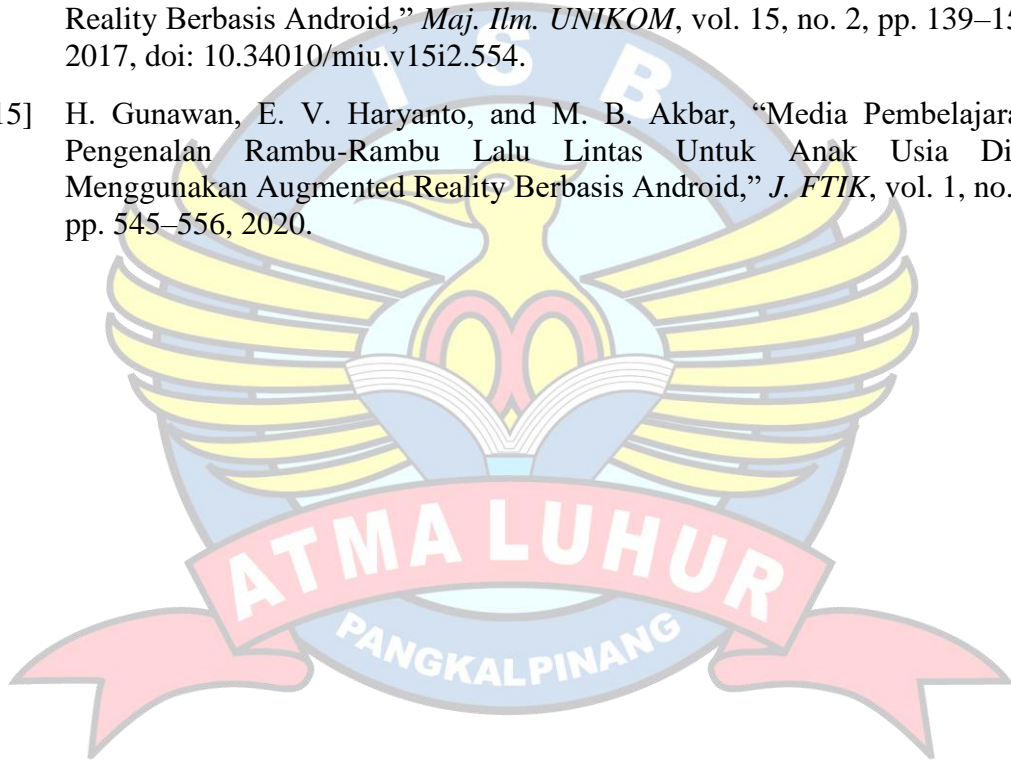 Reality Berbasis Android,” Maj. Ilm. UNIKOM, vol. 15, no. 2, pp. 139–15
2017, doi: 10.34010/miu.v15i2.554.
15] H. Gunawan, E. V. Haryanto, and M. B. Akbar, “Media Pembelajara
Pengenalan Rambu-Rambu Lalu Lintas Untuk Anak Usia Di
Menggunakan Augmented Reality Berbasis Android,” J. FTIK, vol. 1, no.
pp. 545–556, 2020.
I S B
ATMA LUHUR
PANGKALPINANG